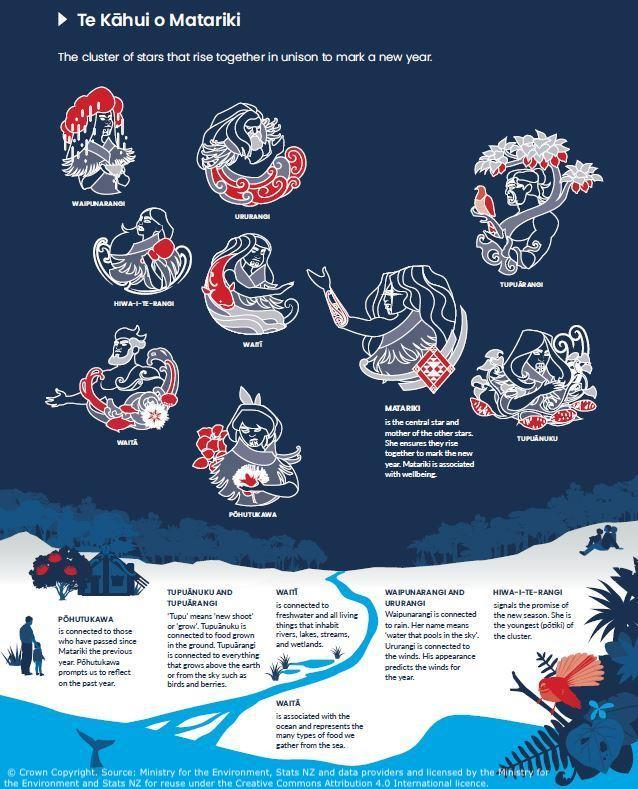 Te Kāhui o Matariki
The cluster of stars that rise together in unison to mark a new year.
WAIPUNARANGI
URURANGI
TUPUĀRANGI
HIWA-I-TE-RANGI
WAITĪ
WAITĀ
MATARIKI
is the central star and
mother of the other stars.
She ensures they rise
together to mark the new
year. Matariki is associated
with wellbeing.
TUPUĀNUKU
PŌHUTUKAWA
PŌHUTUKAWA
is connected to those
who have passed since
Matariki the previous
year. Pōhutukawa
prompts us to reflect
on the past year.
TUPUĀNUKU AND
TUPUĀRANGI
'Tupu' means 'new shoot'
or 'grow'. Tupuānuku is
connected to food grown
in the ground. Tupuārangi
is connected to everything
that grows above the earth
or from the sky such as
birds and berries.
WAITĪ
is connected to
freshwater and all living
things that inhabit
rivers, lakes, streams,
and wetlands.
WAITĀ
is associated with the
ocean and represents the
many types of food we
gather from the sea.
WAIPUNARANGI AND
URURANGI
Waipunarangi is connected
to rain. Her name means
'water that pools in the sky'.
Ururangi is connected to
the winds. His appearance
predicts the winds for
the year.
HIWA-I-TE-RANGI
signals the promise of
the new season. She is
the youngest (pōtiki) of
the cluster.
© Crown Copyright. Source: Ministry for the Environment, Stats NZ and data providers and licensed by the Ministry for
the Environment and Stats NZ for reuse under the Creative Commons Attribution 4.0 International licence.